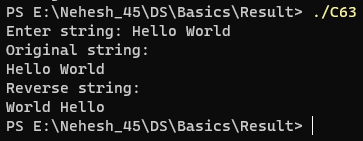 PS E:\Nehesh_45\DS\Basics\Result> ./C63
Enter string: Hello World
Original string:
Hello World
Reverse string:
World Hello
PS E:\Nehesh_45\DS\Basics\Result>